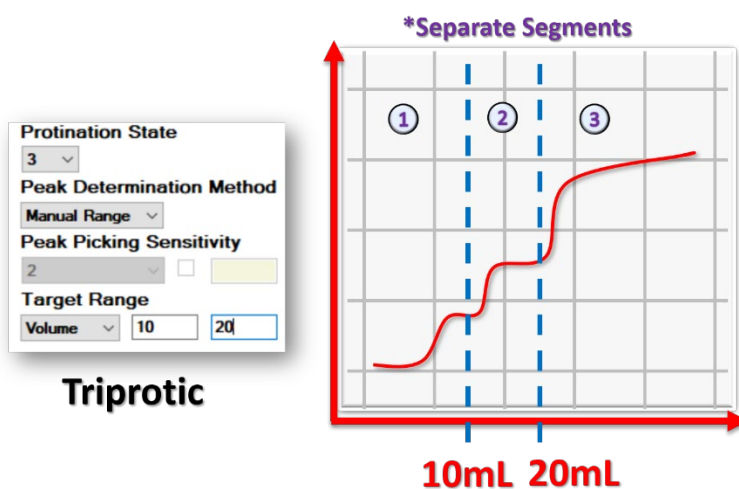 *Separate Segments
1 2 3
Protination State
3
Peak Determination Method
Manual Range
Peak Picking Sensitivity
2
Target Range
Volume 10 20
Triprotic
10mL 20mL